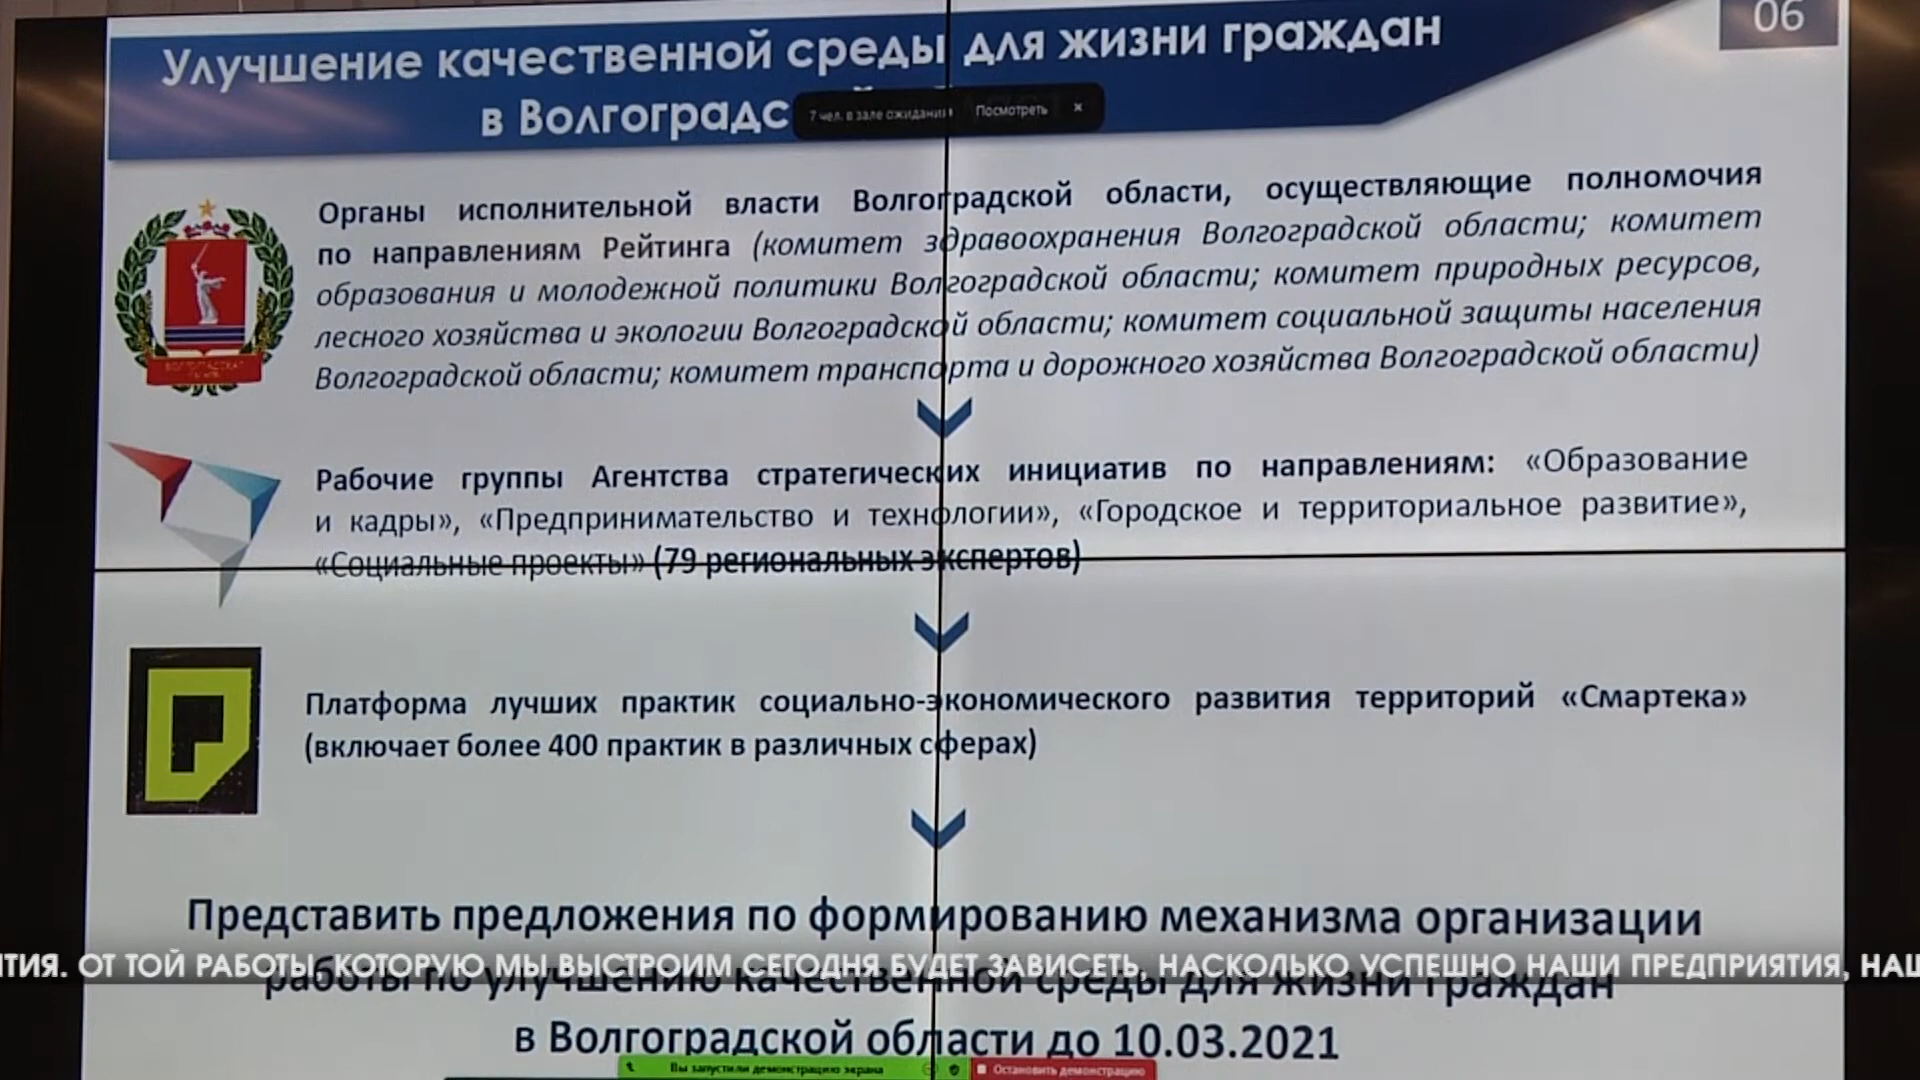 06
Улучшение качественной среды для жизни граждан
в Волгоградс
7 чел. в зале ожидания Посмотреть ×
Органы исполнительной власти Волгоградской области, осуществляющие полномочия
по направлениям Рейтинга (комитет здравоохранения Волгоградской области; комитет
образования и молодежной политики Волгоградской области; комитет природных ресурсов,
лесного хозяйства и экологии Волгоградской области; комитет социальной защиты населения
Волгоградской области; комитет транспорта и дорожного хозяйства Волгоградской области)
Рабочие группы Агентства стратегических инициатив по направлениям: «Образование
и кадры», «Предпринимательство и технологии», «Городское и территориальное развитие»,
«Социальные проекты» (79 региональных экспертов)
Платформа лучших практик социально-экономического развития территорий «Смартека»
(включает более 400 практик в различных сферах)
Представить предложения по формированию механизма организации
ТИЯ. ОТ ТОЙ РАБОТЫ, КОТОРУЮ МЫ ВЫСТРОИМ СЕГОДНЯ БУДЕТ ЗАВИСЕТЬ, НАСКОЛЬКО УСПЕШНО НАШИ ПРЕДПРИЯТИЯ, НАШ
работы по улучшению качественной среды для жизни граждан
в Волгоградской области до 10.03.2021
Вы запустили демонстрацию экрана Остановить демонстрацию